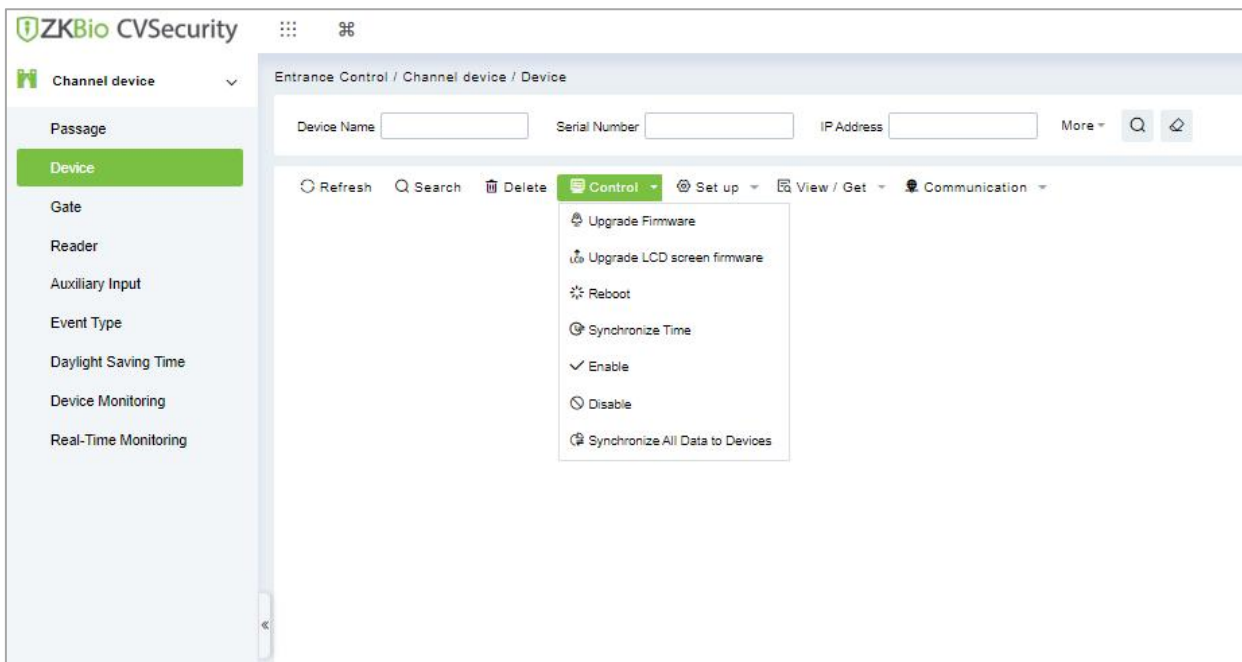 ZKBio CVSecurity
Channel device
Entrance Control / Channel device / Device
Passage
Device
Gate
Reader
Auxiliary Input
Event Type
Daylight Saving Time
Device Monitoring
Real-Time Monitoring
Device Name Serial Number IP Address More
Refresh Search Delete Control Set up View / Get Communication
Upgrade Firmware
Upgrade LCD screen firmware
Reboot
Synchronize Time
Enable
Disable
Synchronize All Data to Devices